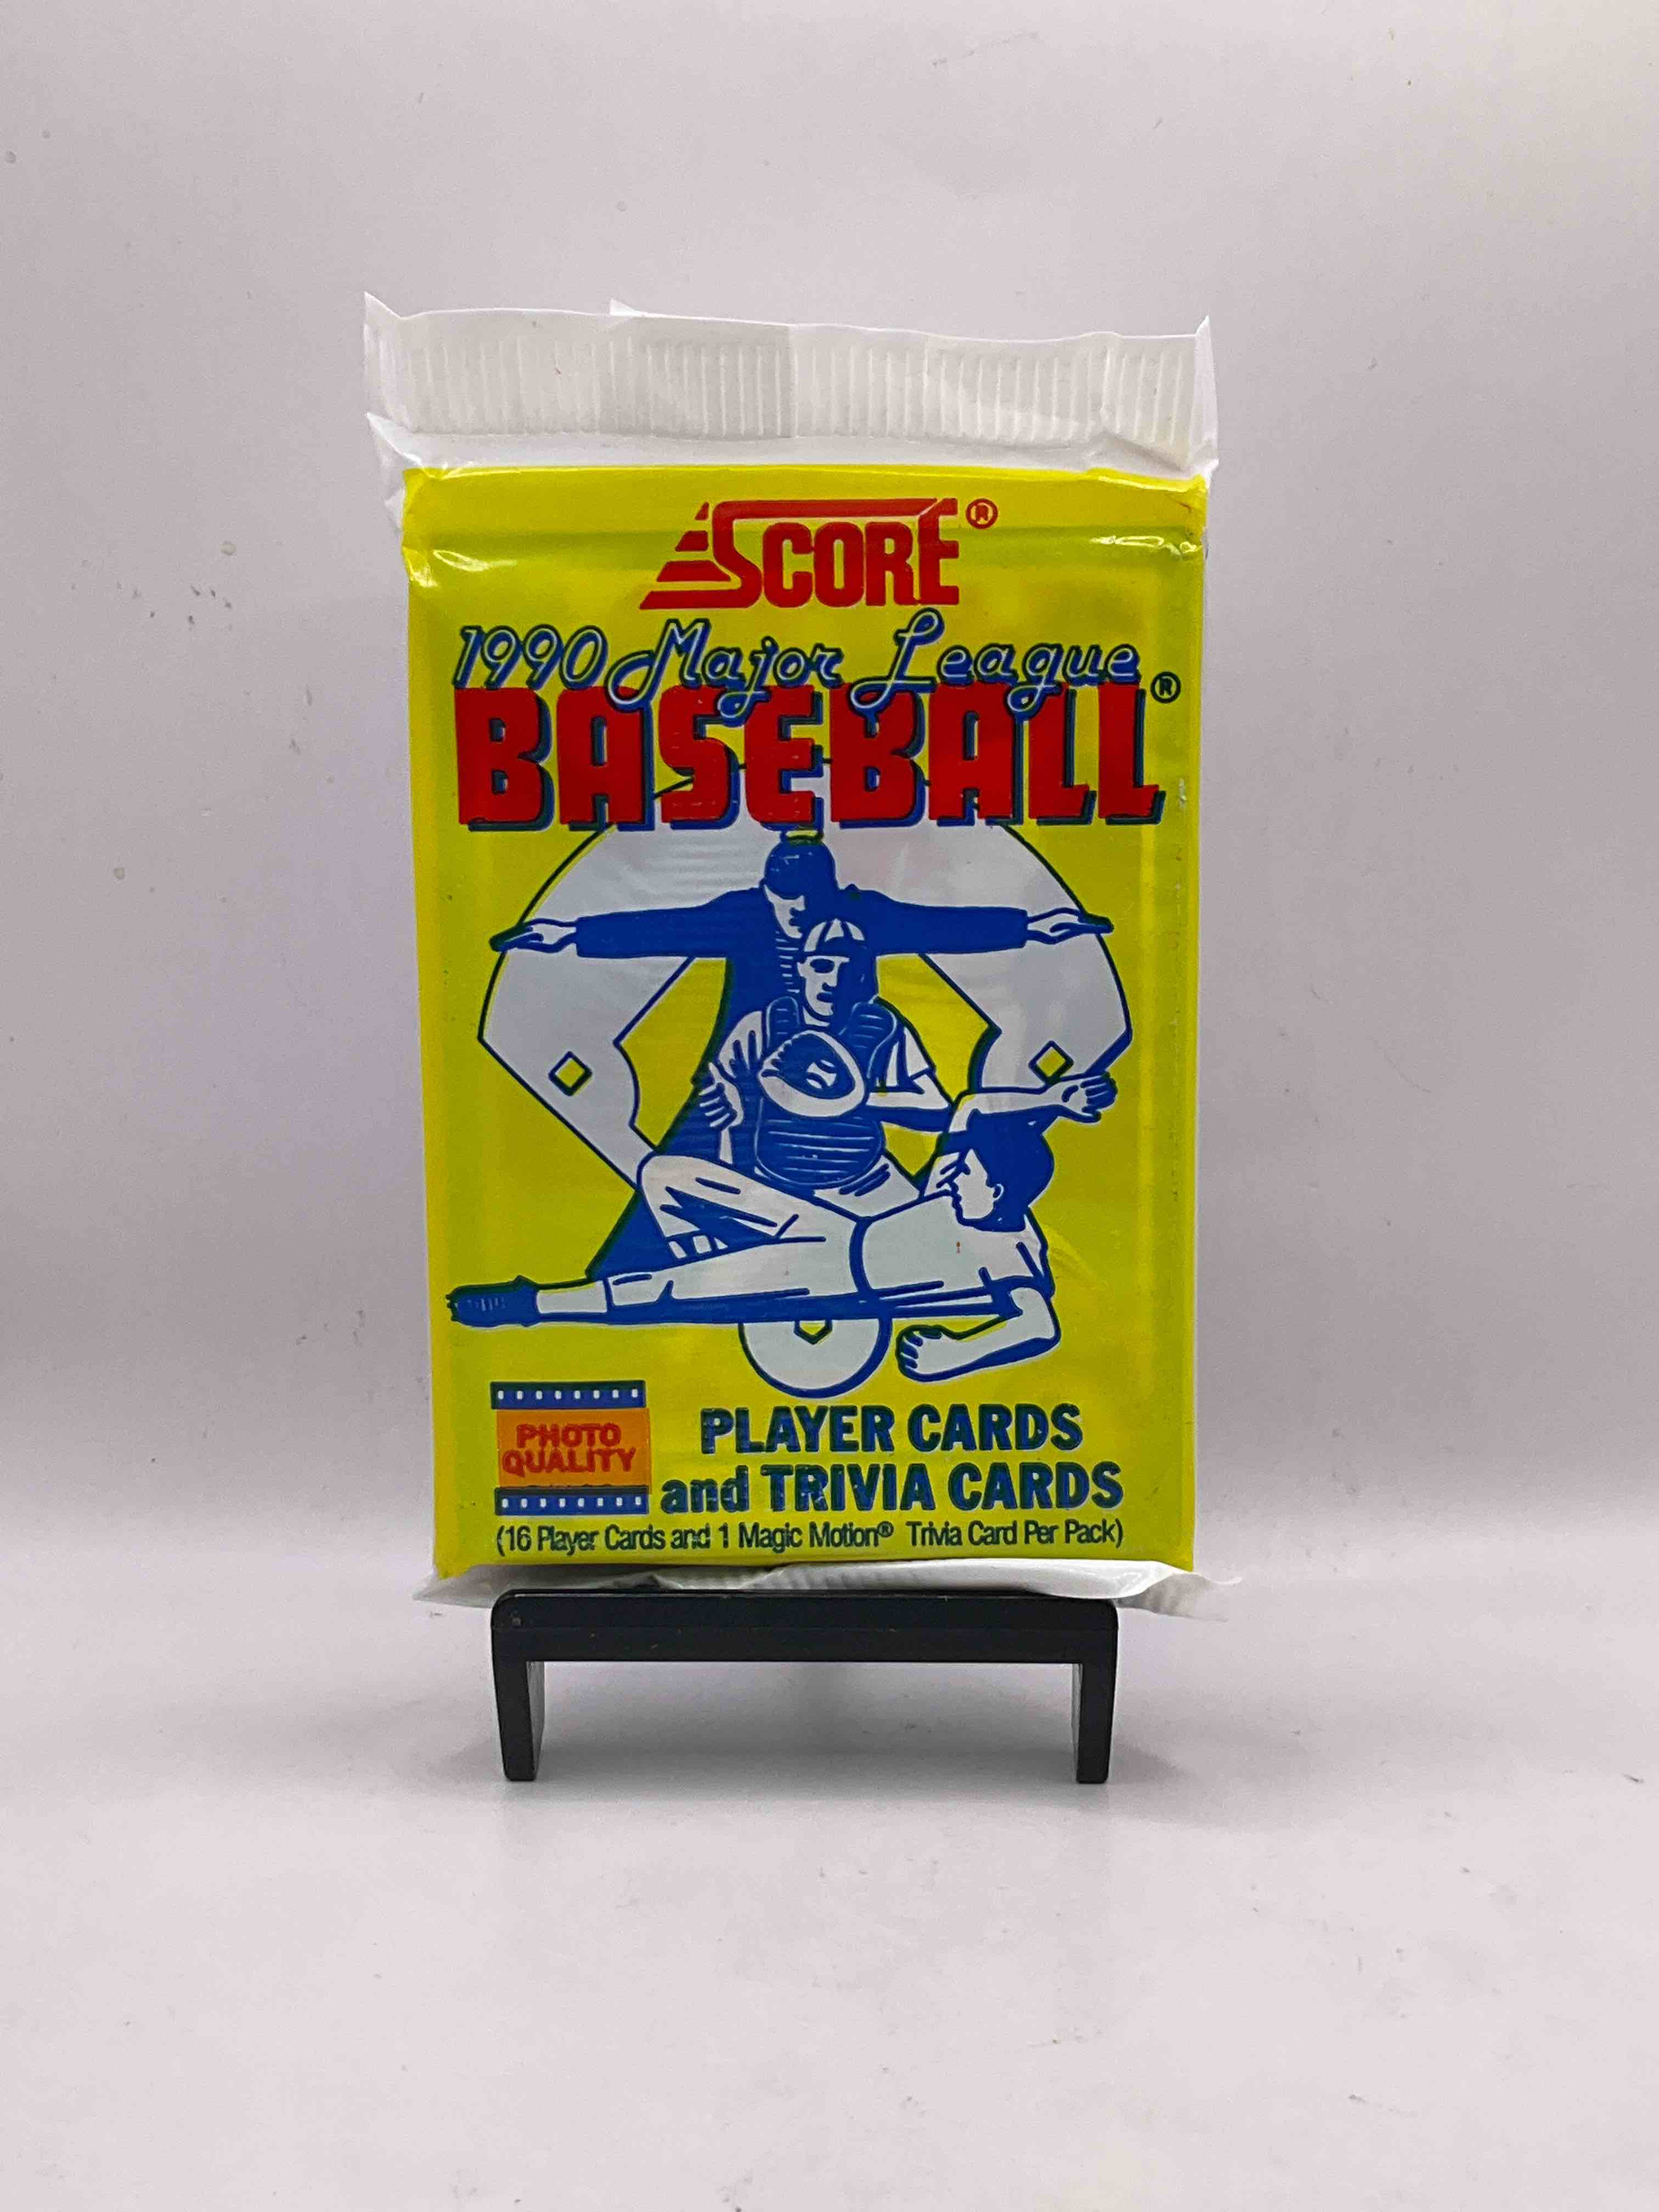 SCORE®
1990 Major League
BASEBALL®
PHOTO
QUALITY
PLAYER CARDS
and TRIVIA CARDS
(16 Player Cards and 1 Magic Motion® Trivia Card Per Pack)